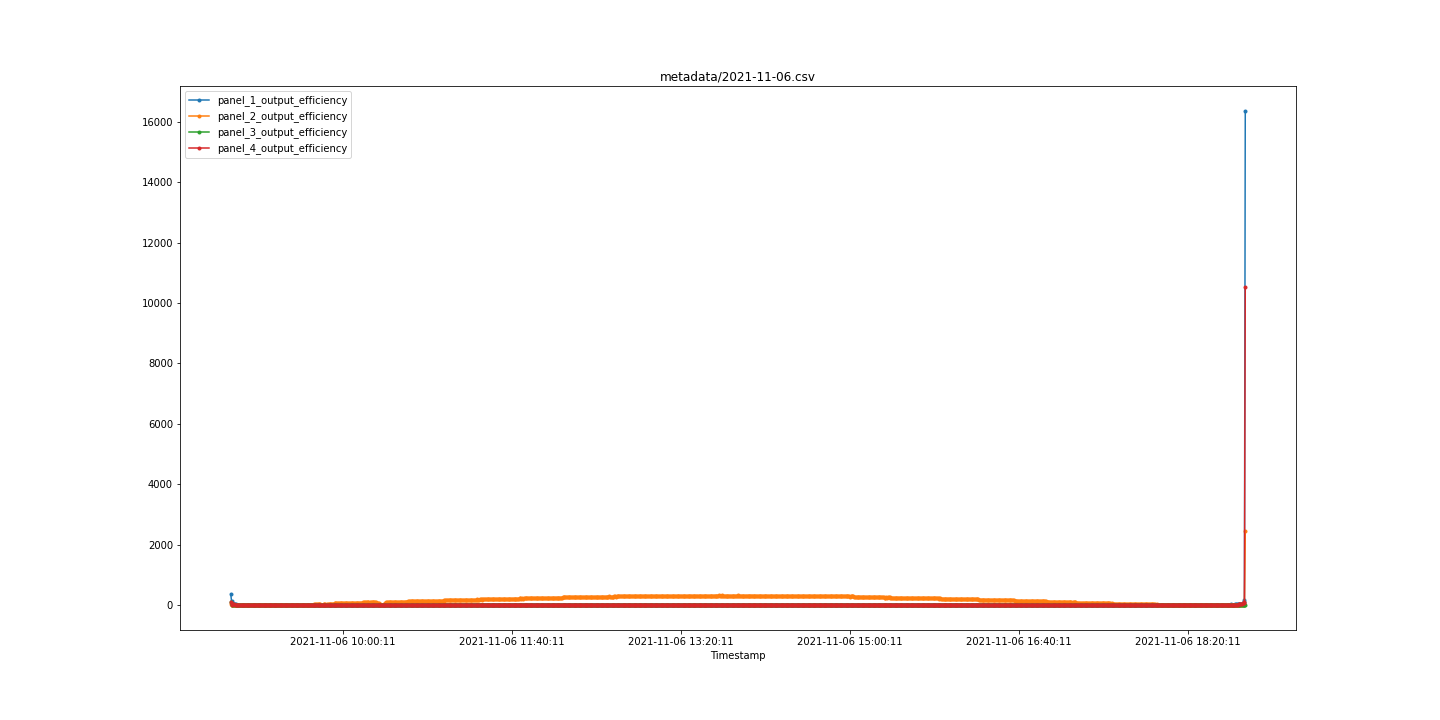 metadata/2021-11-06.csv
panel_1_output_efficiency
panel_2_output_efficiency
panel_3_output_efficiency
panel_4_output_efficiency
16000
14000
12000
10000
8000
6000
4000
2000
0
2021-11-06 10:00:11 2021-11-06 11:40:11 2021-11-06 13:20:11 2021-11-06 15:00:11 2021-11-06 16:40:11 2021-11-06 18:20:11
Timestamp